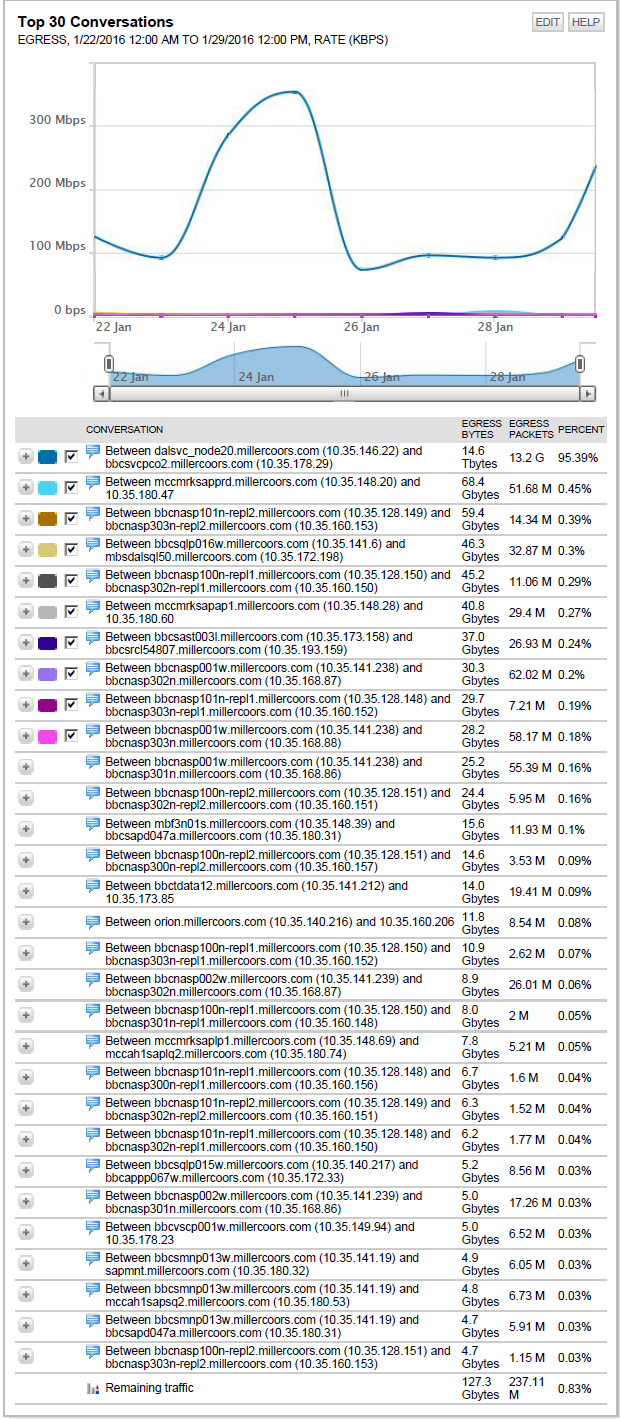 Top 30 Conversations
EDIT
HELP
EGRESS, 1/22/2016 12:00 AM TO 1/29/2016 12:00 PM, RATE (KBPS)
300 Mbps
200 Mbps
100 Mbps
0 bps
22 Jan
24 Jan
26 Jan
28 Jan
22 Jan
24 Jan
26 Jan
28 Jan
CONVERSATION
EGRESS BYTES
EGRESS PACKETS
PERCENT
Between dalsvc_node20.millercoors.com (10.35.146.22) and
bbcsvcpco2.millercoors.com (10.35.178.29)
14.6 Tbytes
13.2 G
95.39%
Between mccmrksapprd.millercoors.com (10.35.148.20) and
10.35.180.47
68.4 Gbytes
51.68 M
0.45%
Between bbcnasp101n-repl2.millercoors.com (10.35.128.149) and
bbcnasp303n-repl2.millercoors.com (10.35.160.153)
59.4 Gbytes
14.34 M
0.39%
Between bbcsqlp016w.millercoors.com (10.35.141.6) and
mbsdalsql50.millercoors.com (10.35.172.198)
46.3 Gbytes
32.87 M
0.3%
Between bbcnasp100n-repl1.millercoors.com (10.35.128.150) and
bbcnasp302n-repl1.millercoors.com (10.35.160.150)
45.2 Gbytes
11.06 M
0.29%
Between mccmrksapap1.millercoors.com (10.35.148.28) and
10.35.180.60
40.8 Gbytes
29.4 M
0.27%
Between bbcsast003l.millercoors.com (10.35.173.158) and
bbcsrcl54807.millercoors.com (10.35.193.159)
37.0 Gbytes
26.93 M
0.24%
Between bbcnasp001w.millercoors.com (10.35.141.238) and
bbcnasp302n.millercoors.com (10.35.168.87)
30.3 Gbytes
62.02 M
0.2%
Between bbcnasp101n-repl1.millercoors.com (10.35.128.148) and
bbcnasp303n-repl1.millercoors.com (10.35.160.152)
29.7 Gbytes
7.21 M
0.19%
Between bbcnasp001w.millercoors.com (10.35.141.238) and
bbcnasp303n.millercoors.com (10.35.168.88)
28.2 Gbytes
58.17 M
0.18%
Between bbcnasp001w.millercoors.com (10.35.141.238) and
bbcnasp301n.millercoors.com (10.35.168.86)
25.2 Gbytes
55.39 M
0.16%
Between bbcnasp100n-repl2.millercoors.com (10.35.128.151) and
bbcnasp302n-repl2.millercoors.com (10.35.160.151)
24.4 Gbytes
5.95 M
0.16%
Between mbf3n01s.millercoors.com (10.35.148.39) and
bbcsapd047a.millercoors.com (10.35.180.31)
15.6 Gbytes
11.93 M
0.1%
Between bbcnasp100n-repl2.millercoors.com (10.35.128.151) and
bbcnasp300n-repl2.millercoors.com (10.35.160.157)
14.6 Gbytes
3.53 M
0.09%
Between bbctdata12.millercoors.com (10.35.141.212) and
10.35.173.85
14.0 Gbytes
19.41 M
0.09%
Between orion.millercoors.com (10.35.140.216) and 10.35.160.206
11.8 Gbytes
8.54 M
0.08%
Between bbcnasp100n-repl1.millercoors.com (10.35.128.150) and
bbcnasp303n-repl1.millercoors.com (10.35.160.152)
10.9 Gbytes
2.62 M
0.07%
Between bbcnasp002w.millercoors.com (10.35.141.239) and
bbcnasp302n.millercoors.com (10.35.168.87)
8.9 Gbytes
26.01 M
0.06%
Between bbcnasp100n-repl1.millercoors.com (10.35.128.150) and
bbcnasp301n-repl1.millercoors.com (10.35.160.148)
8.0 Gbytes
2 M
0.05%
Between mccmrksaplp1.millercoors.com (10.35.148.69) and
mccah1saplq2.millercoors.com (10.35.180.74)
7.8 Gbytes
5.21 M
0.05%
Between bbcnasp101n-repl1.millercoors.com (10.35.128.148) and
bbcnasp300n-repl1.millercoors.com (10.35.160.156)
6.7 Gbytes
1.6 M
0.04%
Between bbcnasp101n-repl2.millercoors.com (10.35.128.149) and
bbcnasp302n-repl2.millercoors.com (10.35.160.151)
6.3 Gbytes
1.52 M
0.04%
Between bbcnasp101n-repl1.millercoors.com (10.35.128.148) and
bbcnasp302n-repl1.millercoors.com (10.35.160.150)
6.2 Gbytes
1.77 M
0.04%
Between bbcsqlp015w.millercoors.com (10.35.140.217) and
bbcappp067w.millercoors.com (10.35.172.33)
5.2 Gbytes
8.56 M
0.03%
Between bbcnasp002w.millercoors.com (10.35.141.239) and
bbcnasp301n.millercoors.com (10.35.168.86)
5.0 Gbytes
17.26 M
0.03%
Between bbcvscp001w.millercoors.com (10.35.149.94) and
10.35.178.23
5.0 Gbytes
6.52 M
0.03%
Between bbcsmnp013w.millercoors.com (10.35.141.19) and
sapmnt.millercoors.com (10.35.180.32)
4.9 Gbytes
6.05 M
0.03%
Between bbcsmnp013w.millercoors.com (10.35.141.19) and
mccah1sapsq2.millercoors.com (10.35.180.53)
4.8 Gbytes
6.73 M
0.03%
Between bbcsmnp013w.millercoors.com (10.35.141.19) and
bbcsapd047a.millercoors.com (10.35.180.31)
4.7 Gbytes
5.91 M
0.03%
Between bbcnasp100n-repl2.millercoors.com (10.35.128.151) and
bbcnasp303n-repl2.millercoors.com (10.35.160.153)
4.7 Gbytes
1.15 M
0.03%
Remaining traffic
127.3 Gbytes
237.11 M
0.83%